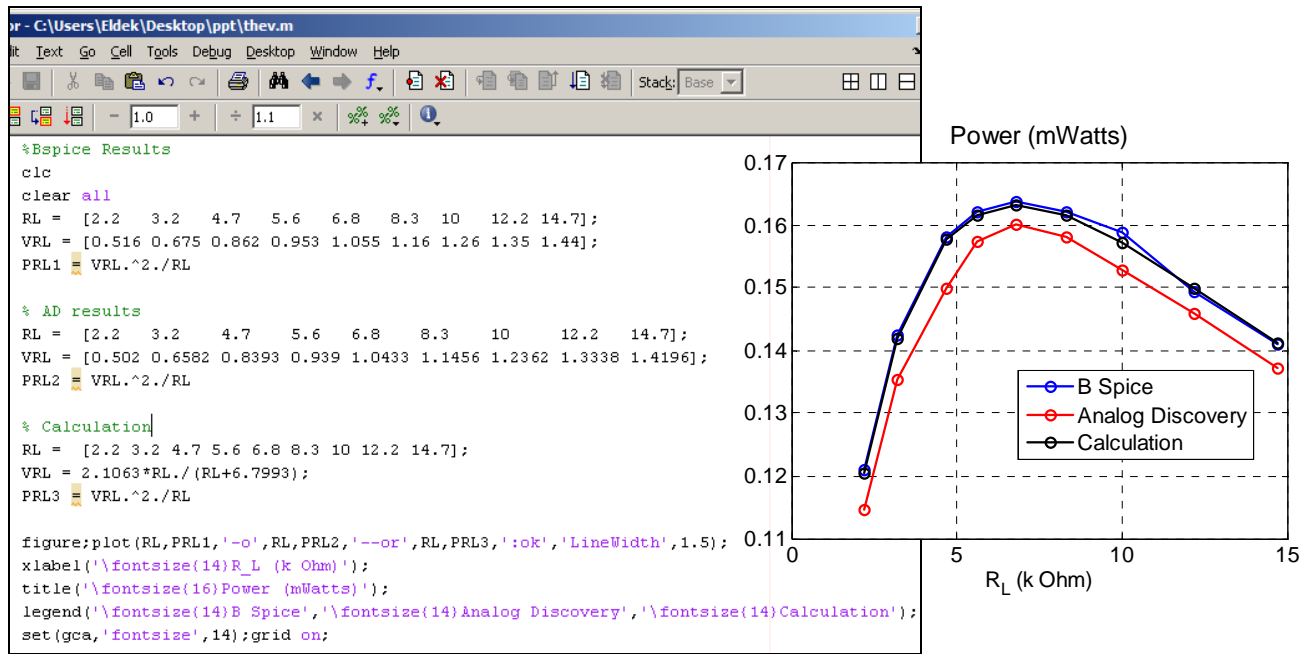 or - C:\Users\Eldek\Desktop\ppt\thev.m
dit Text Go Cell Tools Debug Desktop Window Help
Stack: Base
- 1.0 + ÷ 1.1 ×
%Bspice Results
clc
clear all
RL = [2.2 3.2 4.7 5.6 6.8 8.3 10 12.2 14.7];
VRL = [0.516 0.675 0.862 0.953 1.055 1.16 1.26 1.35 1.44];
PRL1 = VRL.^2./RL
% AD results
RL = [2.2 3.2 4.7 5.6 6.8 8.3 10 12.2 14.7];
VRL = [0.502 0.6582 0.8393 0.939 1.0433 1.1456 1.2362 1.3338 1.4196];
PRL2 = VRL.^2./RL
% Calculation
RL = [2.2 3.2 4.7 5.6 6.8 8.3 10 12.2 14.7];
VRL = 2.1063*RL./(RL+6.7993);
PRL3 = VRL.^2./RL
figure;plot(RL,PRL1,'-o',RL,PRL2,'--or',RL,PRL3,':ok','LineWidth',1.5);
xlabel('\fontsize{14}R_L (k Ohm)');
title('\fontsize{16}Power (mWatts)');
legend('\fontsize{14}B Spice','\fontsize{14}Analog Discovery','\fontsize{14}Calculation');
set(gca,'fontsize',14);grid on;
Power (mWatts)
0.17
0.16
0.15
0.14
0.13
0.12
0.11
B Spice
Analog Discovery
Calculation
0 5 10 15
R_L (k Ohm)